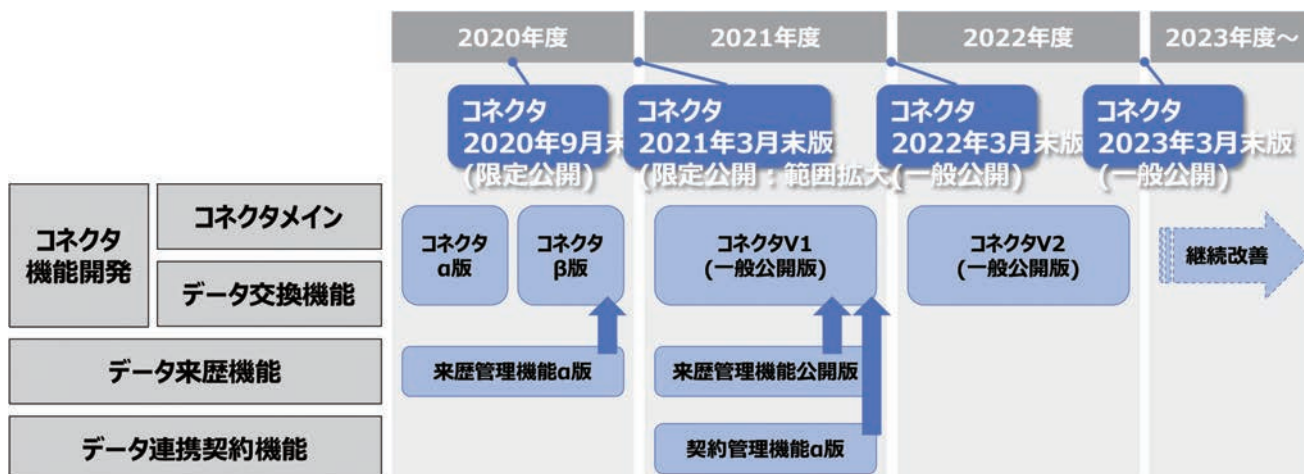 2020年度
2021年度
2022年度
2023年度～
コネクタ
2020年9月末
(限定公開)
コネクタ
2021年3月末版
(限定公開：範囲拡大
コネクタ
2022年3月末版
(一般公開)
コネクタ
2023年3月末版
(一般公開)
コネクタ
機能開発
コネクタメイン
データ交換機能
コネクタ
α版
コネクタ
β版
コネクタV1
(一般公開版)
コネクタV2
(一般公開版)
継続改善
データ来歴機能
来歴管理機能α版
来歴管理機能公開版
データ連携契約機能
契約管理機能α版